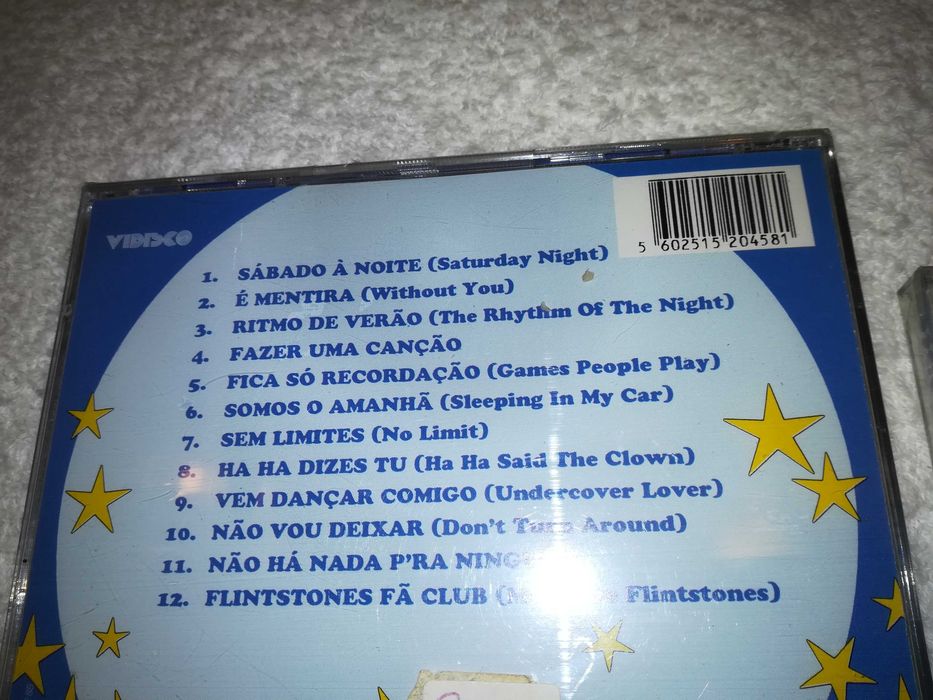 VIDISCO
5 602515 204581
1. SÁBADO À NOITE (Saturday Night)
2. É MENTIRA (Without You)
3. RITMO DE VERÃO (The Rhythm Of The Night)
4. FAZER UMA CANÇÃO
5. FICA SÓ RECORDAÇÃO (Games People Play)
6. SOMOS O AMANHÃ (Sleeping In My Car)
7. SEM LIMITES (No Limit)
8. HA HA DIZES TU (Ha Ha Said The Clown)
9. VEM DANÇAR COMIGO (Undercover Lover)
10. NÃO VOU DEIXAR (Don't Turn Around)
11. NÃO HÁ NADA P'RA
12. FLINTSTONES FÃ CLUB Flintstones)